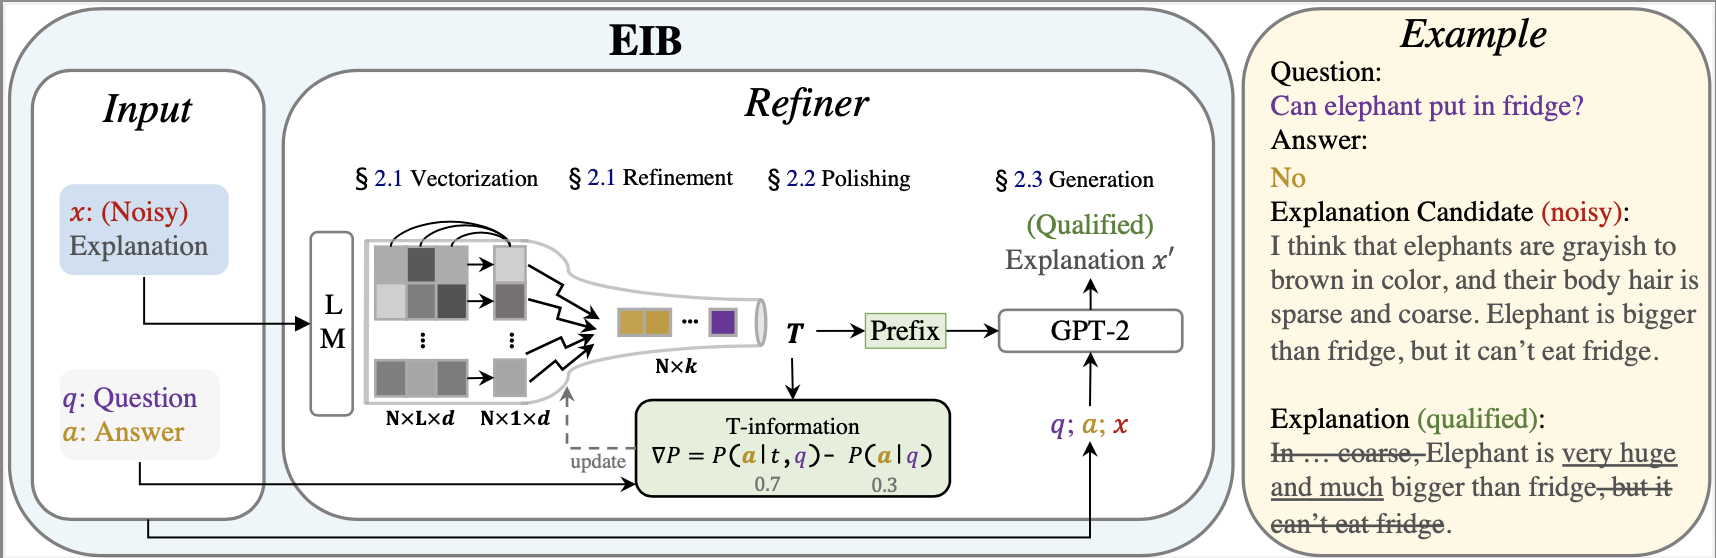 EIB
Input
x: (Noisy)
Explanation
q: Question
a: Answer
Refiner
§ 2.1 Vectorization
§ 2.1 Refinement
§ 2.2 Polishing
§ 2.3 Generation
L
M
N×L×d
N×1×d
...
N×k
T
Prefix
(Qualified)
Explanation x′
GPT-2
q; a; x
T-information
∇P = P(a|t,q)- P(a|q)
0.7
0.3
update
Example
Question:
Can elephant put in fridge?
Answer:
No
Explanation Candidate (noisy):
I think that elephants are grayish to
brown in color, and their body hair is
sparse and coarse. Elephant is bigger
than fridge, but it can’t eat fridge.
Explanation (qualified):
In … coarse, Elephant is very huge
and much bigger than fridge, but it
can’t eat fridge.